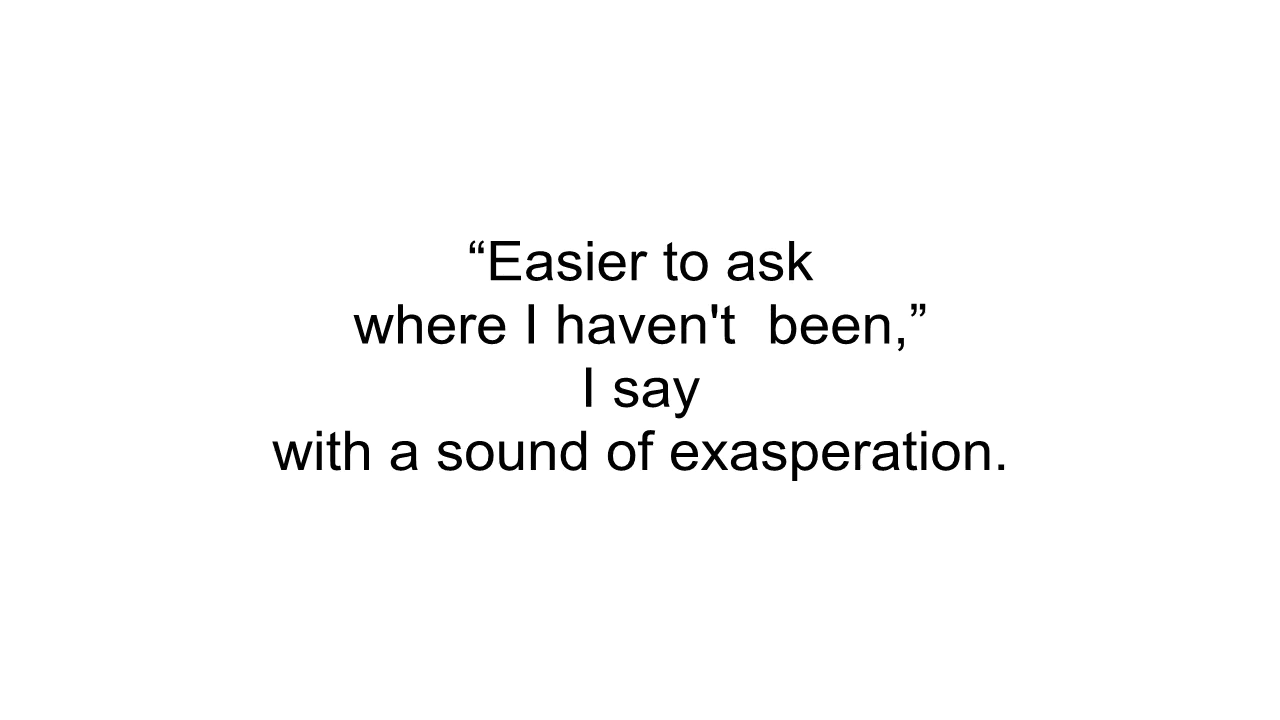 “Easier to ask
where I haven't  been,”
I say
with a sound of exasperation.